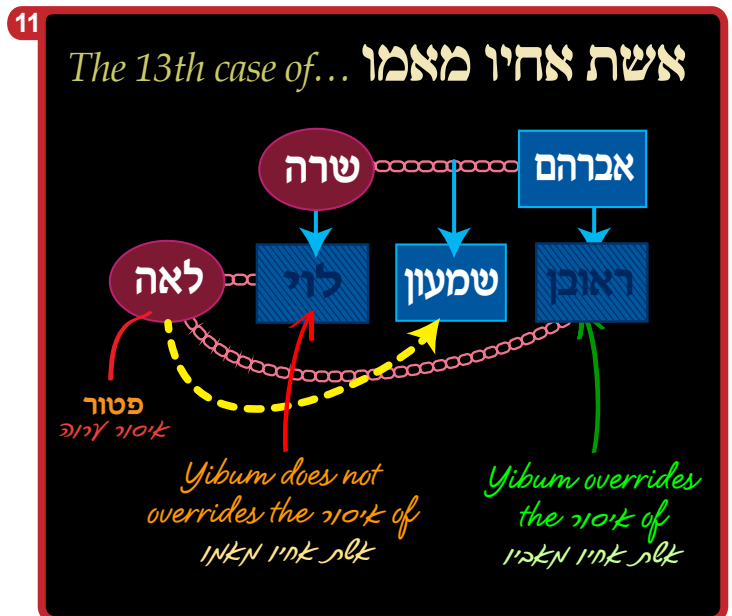 11
The 13th case of... אשת אחיו מאמו
שרה
אברהם
לאה
לוי
שמעון
ראובן
פטור
איסור ערוה
Yibum does not
overrides the איסור of
אשת אחיו מאמו
Yibum overrides
the איסור of
אשת אחיו מאביו